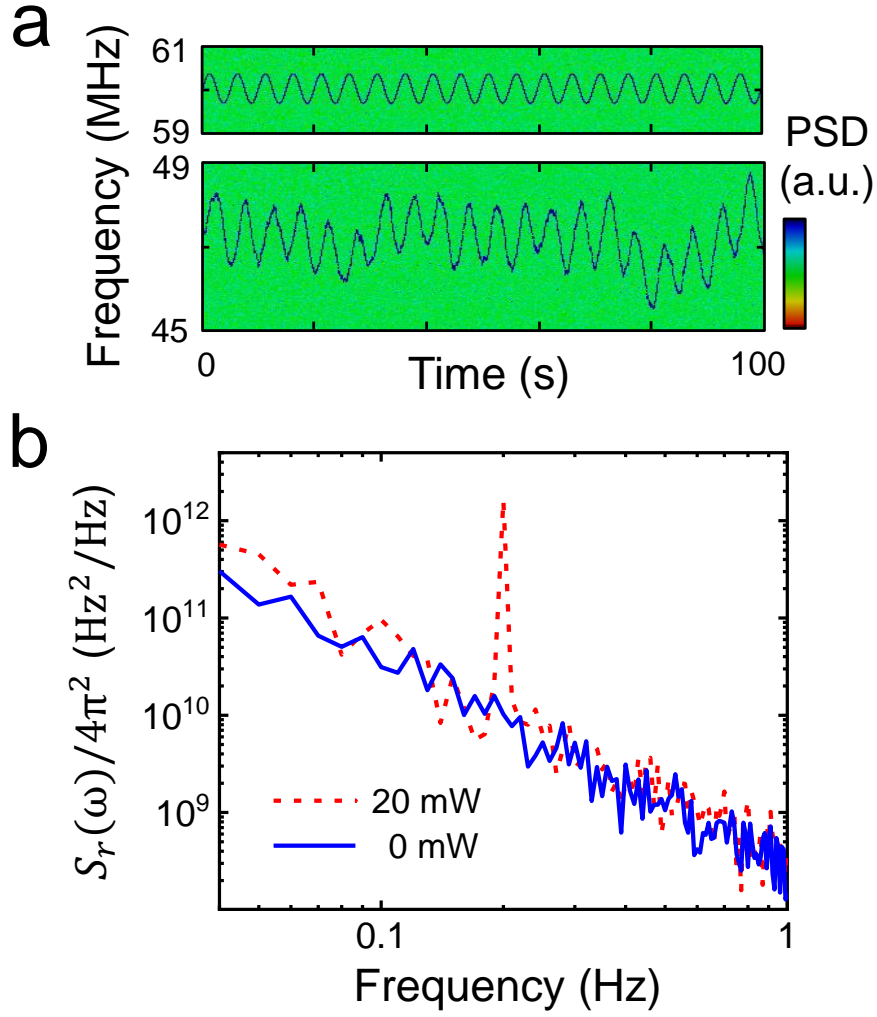 a
61
59
Frequency (MHz)
49
45
0
Time (s)
100
PSD
(a.u.)
b
S_r(ω)/4π² (Hz²/Hz)
10¹²
10¹¹
10¹⁰
10⁹
20 mW
0 mW
0.1
1
Frequency (Hz)